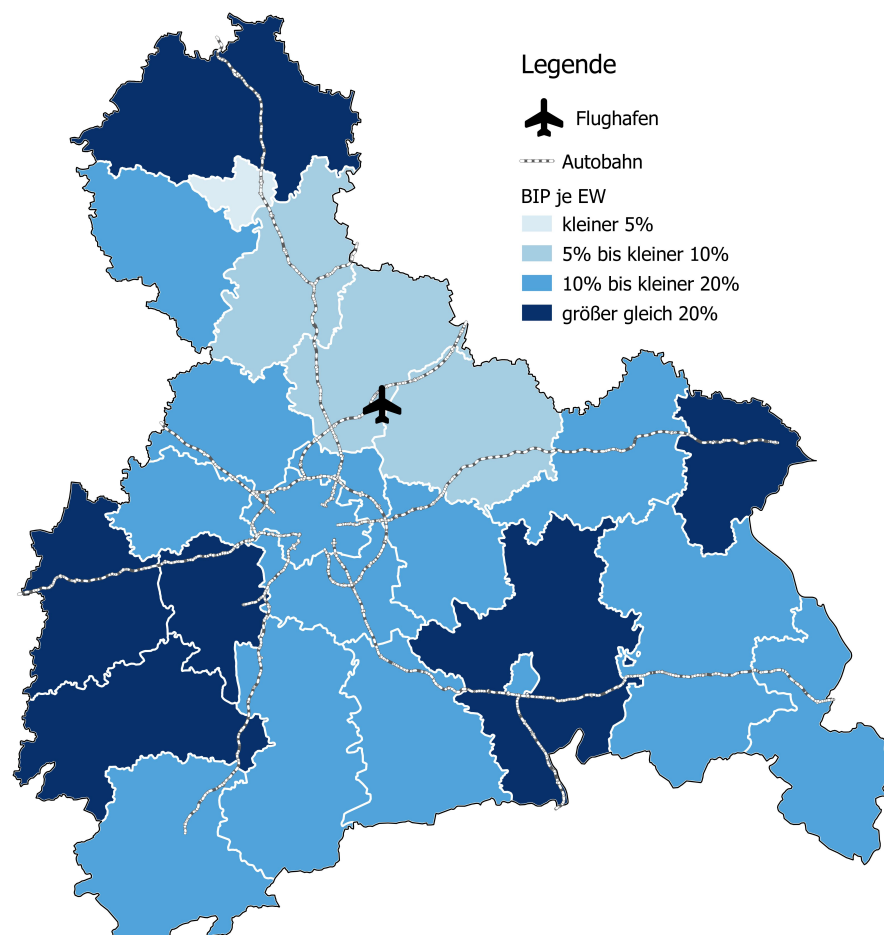 Legende
Flughafen
Autobahn
BIP je EW
kleiner 5%
5% bis kleiner 10%
10% bis kleiner 20%
größer gleich 20%